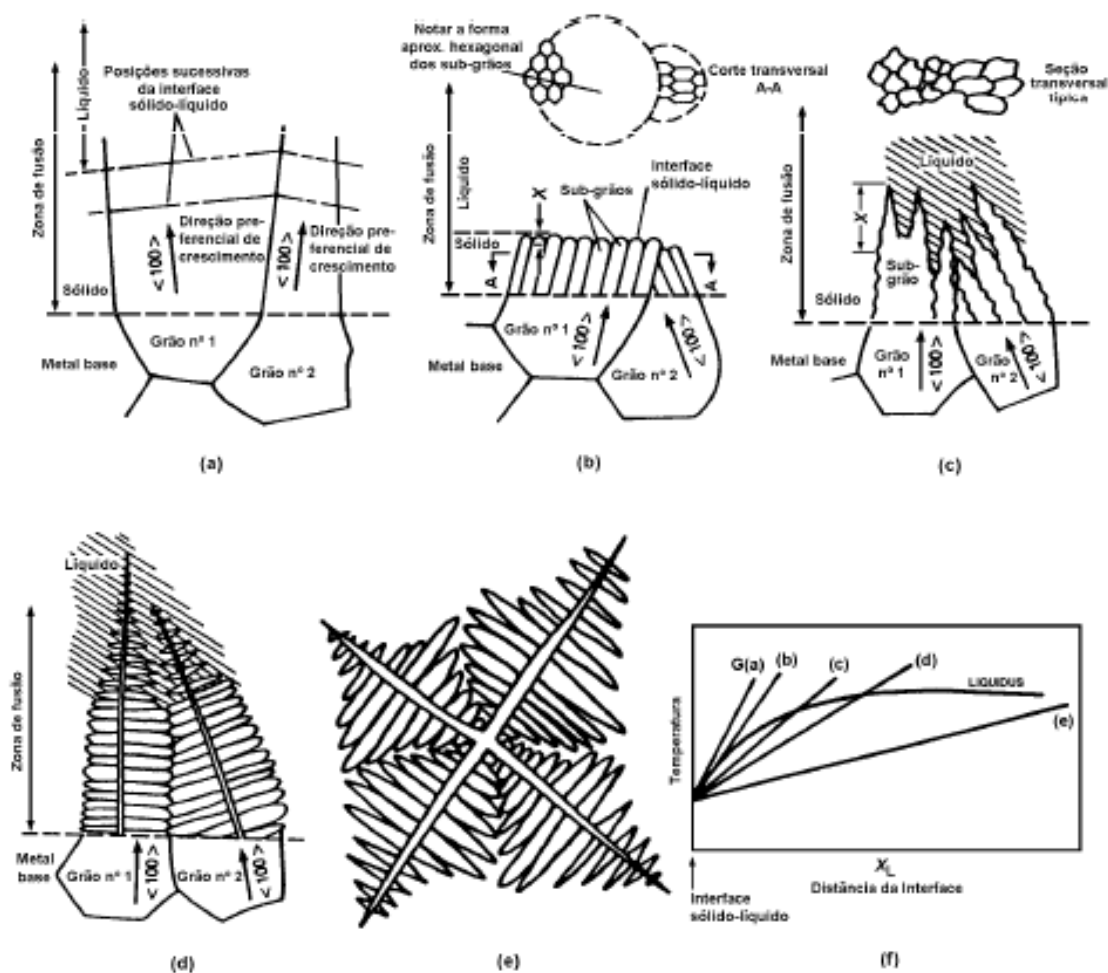 Zona de fusão
Líquido
Posições sucessivas
da interface
sólido-líquido
Direção pre-
ferencial de
crescimento
Direção pre-
ferencial de
crescimento
<100>
<100>
Sólido
Grão nº 1
Metal base
Grão nº 2
(a)
Notar a forma
aprox. hexagonal
dos sub-grãos
Corte transversal
A-A
Zona de fusão
Líquido
X
Sub-grãos
Interface
sólido-líquido
Sólido
A
A
Grão nº 1
<100>
<100>
Metal base
Grão nº 2
(b)
Seção
transversal
típica
Zona de fusão
Líquido
X
Sub-
grão
Sólido
Metal base
Grão
nº 1
<100>
Grão
nº 2
<100>
(c)
Líquido
Zona de fusão
Metal
base
Grão nº 1
<100>
Grão nº 2
<100>
(d)
(e)
G(a)
(b)
(c)
(d)
LIQUIDUS
(e)
Temperatura
XL
Distância da Interface
Interface
sólido-líquido
(f)